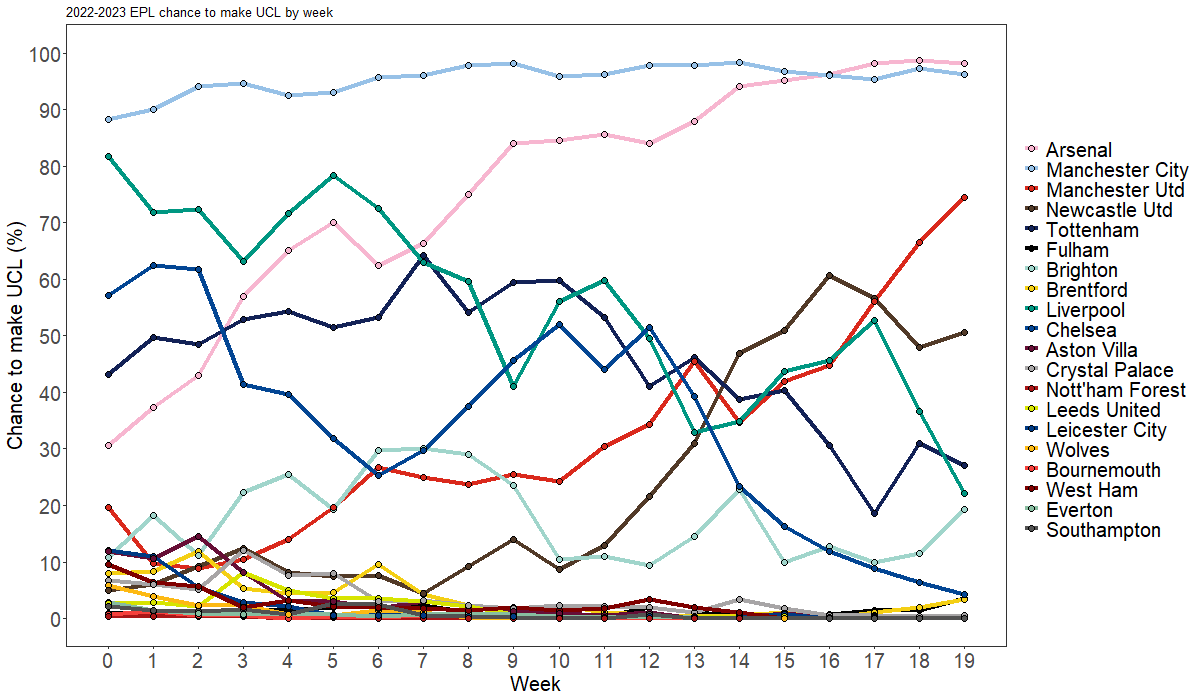 2022-2023 EPL chance to make UCL by week
Chance to make UCL (%)
100
90
80
70
60
50
40
30
20
10
0
0 1 2 3 4 5 6 7 8 9 10 11 12 13 14 15 16 17 18 19
Week
Arsenal
Manchester City
Manchester Utd
Newcastle Utd
Tottenham
Fulham
Brighton
Brentford
Liverpool
Chelsea
Aston Villa
Crystal Palace
Nott'ham Forest
Leeds United
Leicester City
Wolves
Bournemouth
West Ham
Everton
Southampton